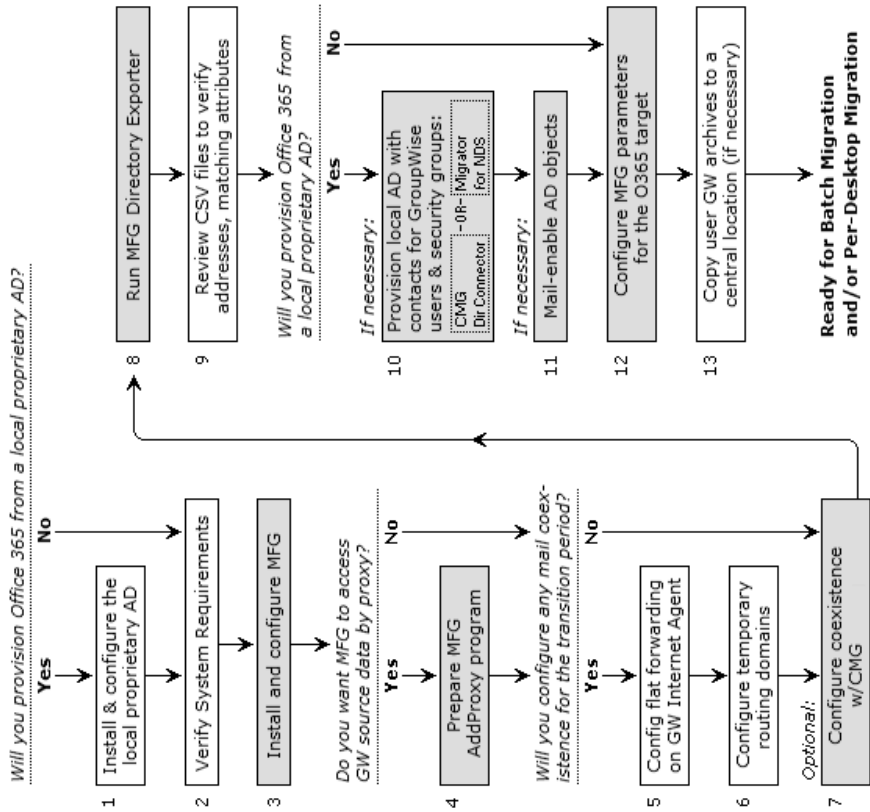 Will you provision Office 365 from a local proprietary AD?
Yes
No
1
Install & configure the
local proprietary AD
2
Verify System Requirements
3
Install and configure MFG
Do you want MFG to access
GW source data by proxy?
Yes
No
4
Prepare MFG
AddProxy program
Will you configure any mail coex-
istence for the transition period?
Yes
No
5
Config flat forwarding
on GW Internet Agent
6
Configure temporary
routing domains
Optional:
7
Configure coexistence
w/CMG
8
Run MFG Directory Exporter
9
Review CSV files to verify
addresses, matching attributes
Will you provision Office 365 from
a local proprietary AD?
Yes
No
If necessary:
10
Provision local AD with
contacts for GroupWise
users & security groups:
CMG
Dir Connector
-OR-
Migrator
for NDS
If necessary:
11
Mail-enable AD objects
12
Configure MFG parameters
for the O365 target
13
Copy user GW archives to a
central location (if necessary)
Ready for Batch Migration
and/or Per-Desktop Migration